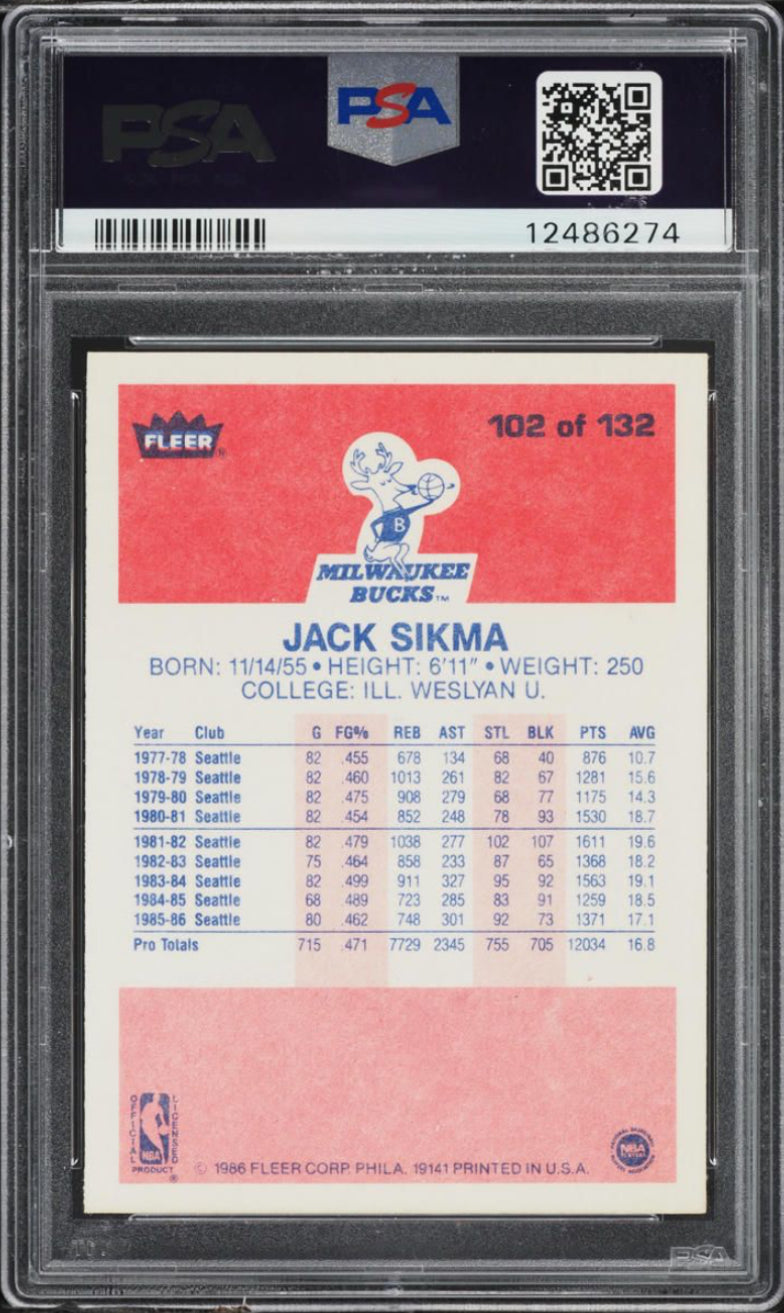 PSA PSA
12486274
FLEER®
102 of 132
B
MILWAUKEE
BUCKS™
JACK SIKMA
BORN: 11/14/55 • HEIGHT: 6'11" • WEIGHT: 250
COLLEGE: ILL. WESLYAN U.
Year Club G FG% REB AST STL BLK PTS AVG
1977-78 Seattle 82 .455 678 134 68 40 876 10.7
1978-79 Seattle 82 .460 1013 261 82 67 1281 15.6
1979-80 Seattle 82 .475 908 279 68 77 1175 14.3
1980-81 Seattle 82 .454 852 248 78 93 1530 18.7
1981-82 Seattle 82 .479 1038 277 102 107 1611 19.6
1982-83 Seattle 75 .464 858 233 87 65 1368 18.2
1983-84 Seattle 82 .499 911 327 95 92 1563 19.1
1984-85 Seattle 68 .489 723 285 83 91 1259 18.5
1985-86 Seattle 80 .462 748 301 92 73 1371 17.1
Pro Totals 715 .471 7729 2345 755 705 12034 16.8
OFFICIAL NBA LICENSED
PRODUCT ®
© 1986 FLEER CORP. PHILA. 19141 PRINTED IN U.S.A.
NBA
PSA